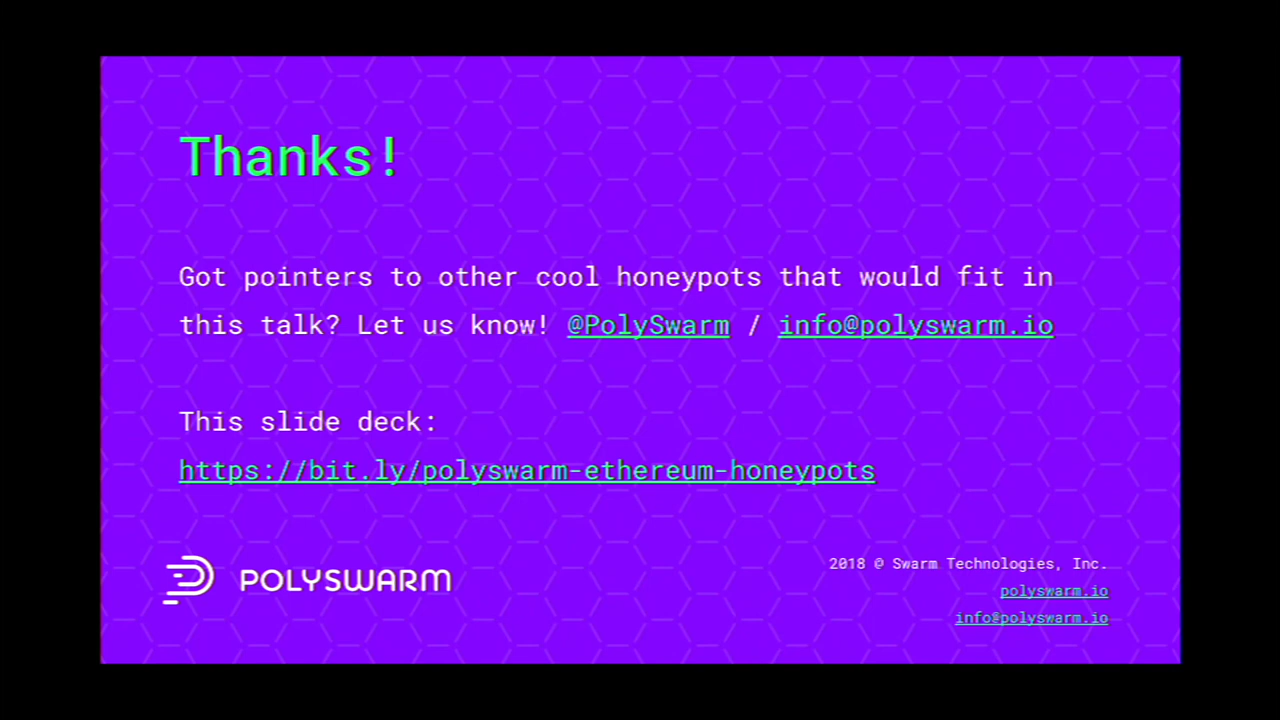 Thanks!
Got pointers to other cool honeypots that would fit in
this talk? Let us know! @PolySwarm / info@polyswarm.io
This slide deck:
https://bit.ly/polyswarm-ethereum-honeypots
POLYSWARM
2018 @ Swarm Technologies, Inc.
polyswarm.io
info@polyswarm.io